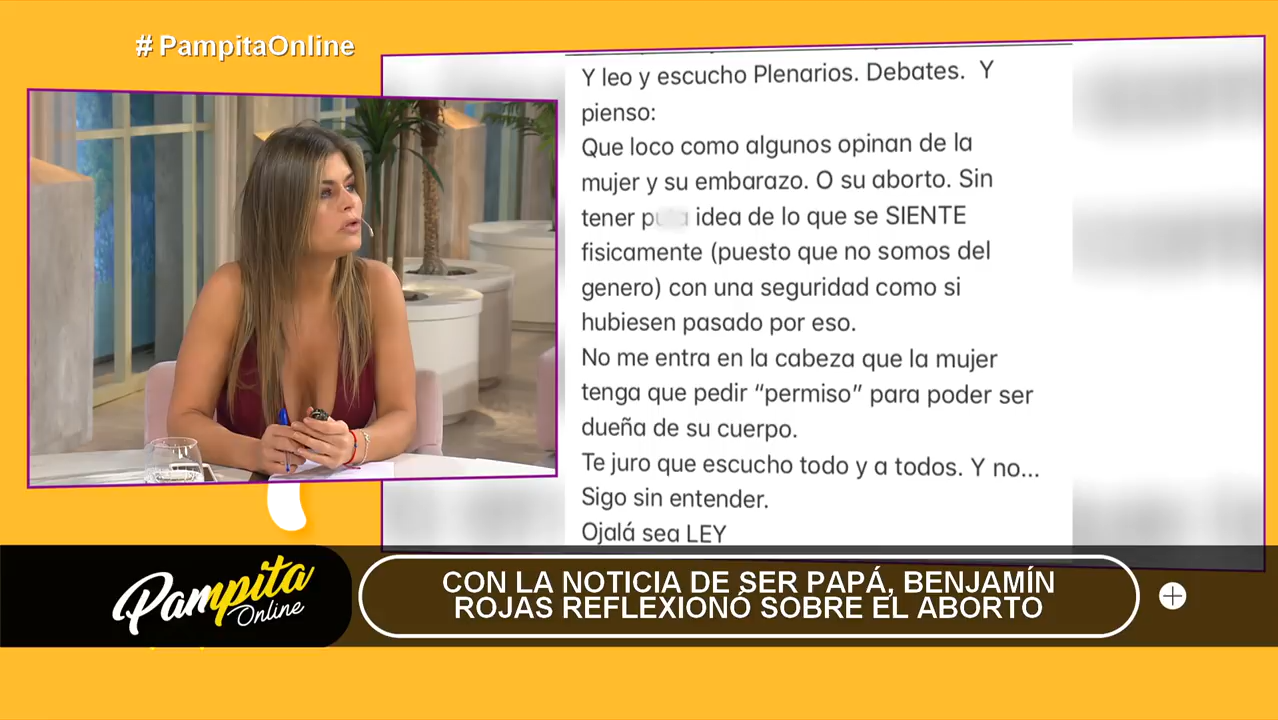 # PampitaOnline
Y leo y escucho Plenarios. Debates. Y
pienso:
Que loco como algunos opinan de la
mujer y su embarazo. O su aborto. Sin
tener idea de lo que se SIENTE
fisicamente (puesto que no somos del
genero) con una seguridad como si
hubiesen pasado por eso.
No me entra en la cabeza que la mujer
tenga que pedir “permiso” para poder ser
dueña de su cuerpo.
Te juro que escucho todo y a todos. Y no...
Sigo sin entender.
Ojalá sea LEY
Pampita
Online
CON LA NOTICIA DE SER PAPÁ, BENJAMÍN
ROJAS REFLEXIONÓ SOBRE EL ABORTO